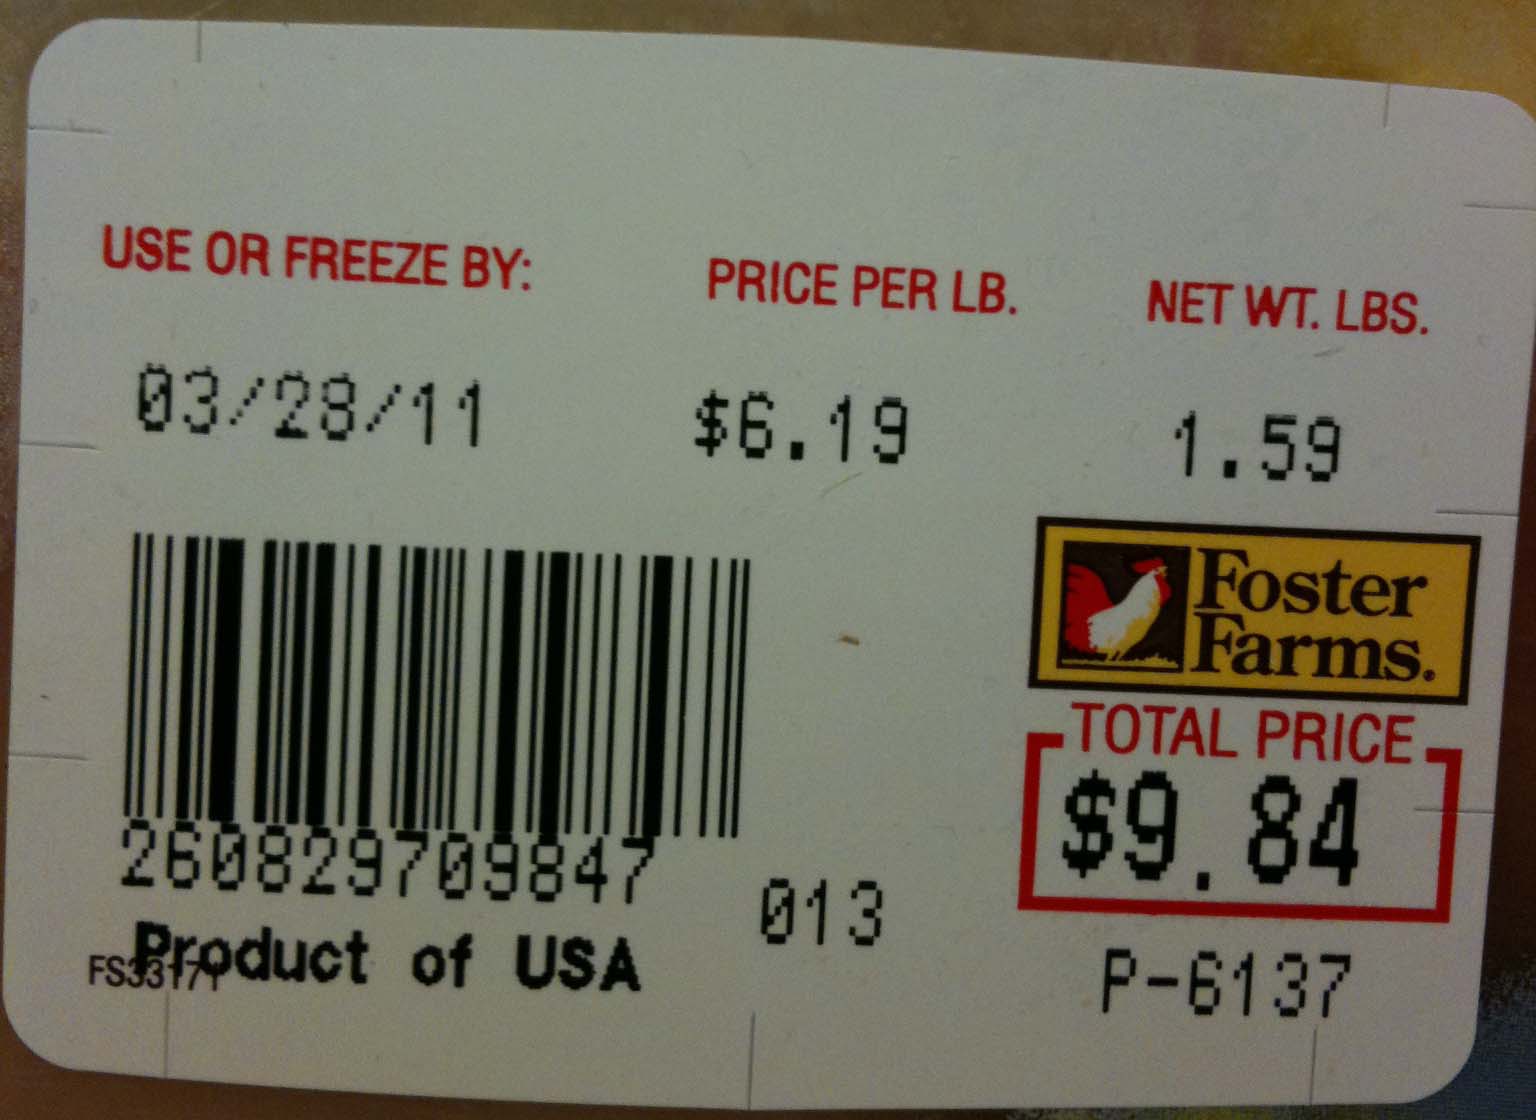 USE OR FREEZE BY: PRICE PER LB. NET WT. LBS.
03/28/11 $6.19 1.59
Foster
Farms.
TOTAL PRICE
$9.84
260829709847
013
Product of USA
FS33171
P-6137